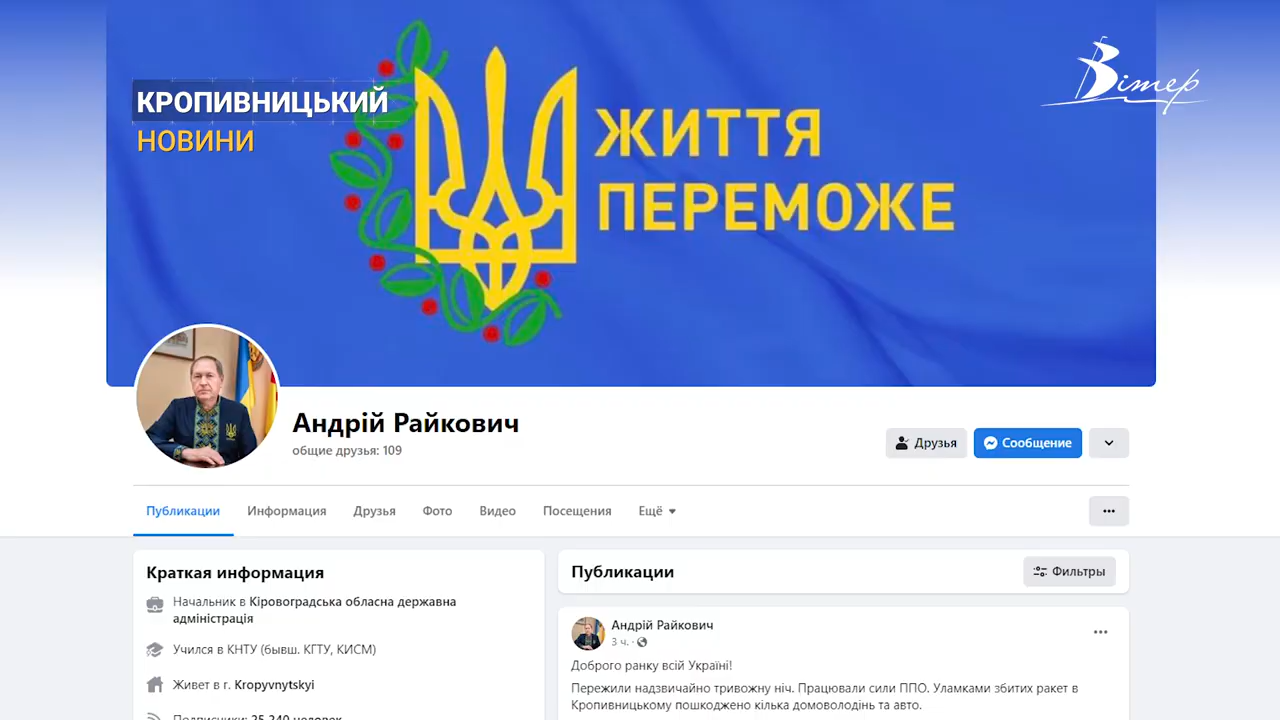 КРОПИВНИЦЬКИЙ
НОВИНИ
Вітер
ЖИТТЯ
ПЕРЕМОЖЕ
Андрій Райкович
общие друзья: 109
Друзья
Сообщение
Публикации
Информация
Друзья
Фото
Видео
Посещения
Ещё
Краткая информация
Начальник в Кіровоградська обласна державна
адміністрація
Учился в КНТУ (бывш. КГТУ, КИСМ)
Живет в г. Kropyvnytskyi
Подписчики: 25 240 человек
Публикации
Фильтры
Андрій Райкович
3 ч. ·
Доброго ранку всій Україні!
Пережили надзвичайно тривожну ніч. Працювали сили ППО. Уламками збитих ракет в
Кропивницькому пошкоджено кілька домоволодінь та авто.